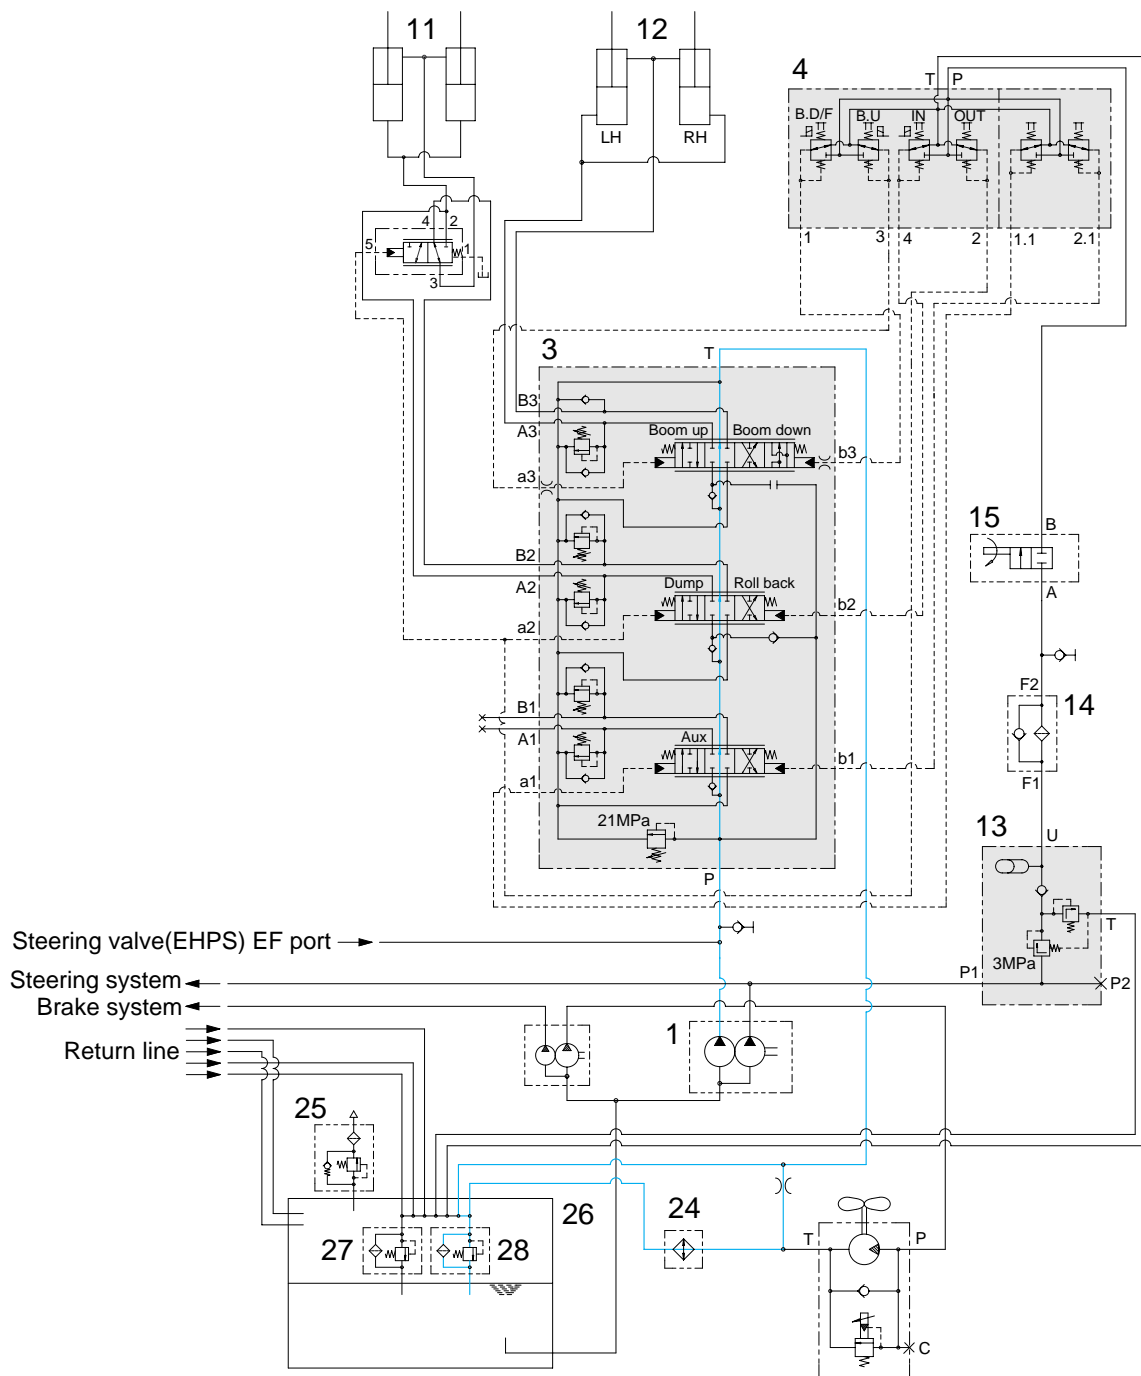 11
12
4
T P
B.D/F B.U IN OUT
LH RH
1 3 4 2 1.1 2.1
4 2
5 1
3
3
T
B3
A3
Boom up Boom down
a3 b3
15
B
A
B2
A2
Dump Roll back
a2 b2
F2
14
F1
B1
A1
Aux
a1 b1
21MPa
P
13
U
T
3MPa
P1 P2
Steering valve(EHPS) EF port
Steering system
Brake system
Return line
1
25
26
27 28
24
T P
C